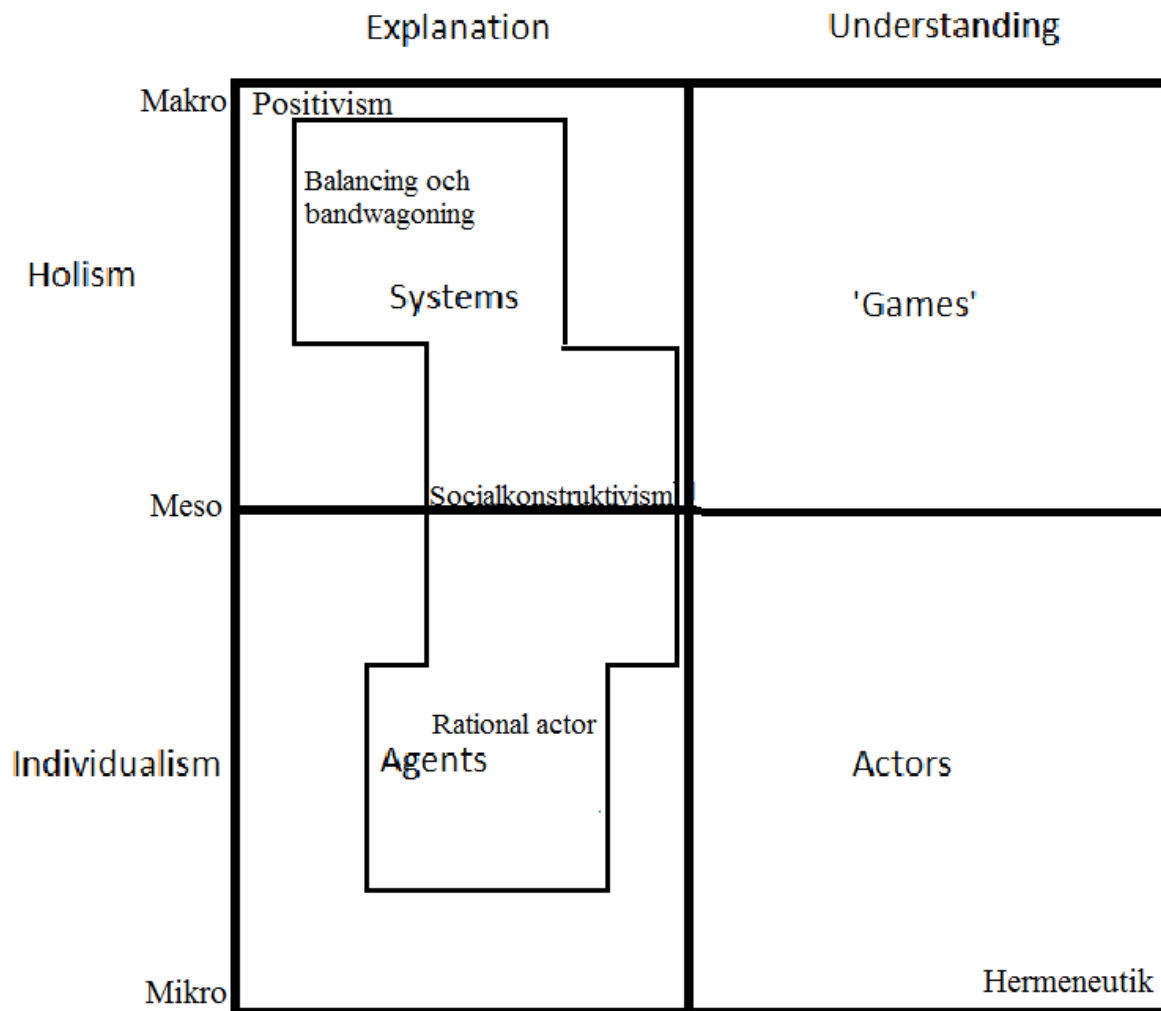 Explanation
Understanding
Makro
Positivism
Balancing och
bandwagoning
Holism
Systems
'Games'
Meso
Socialkonstruktivism
Rational actor
Individualism
Agents
Actors
Mikro
Hermeneutik